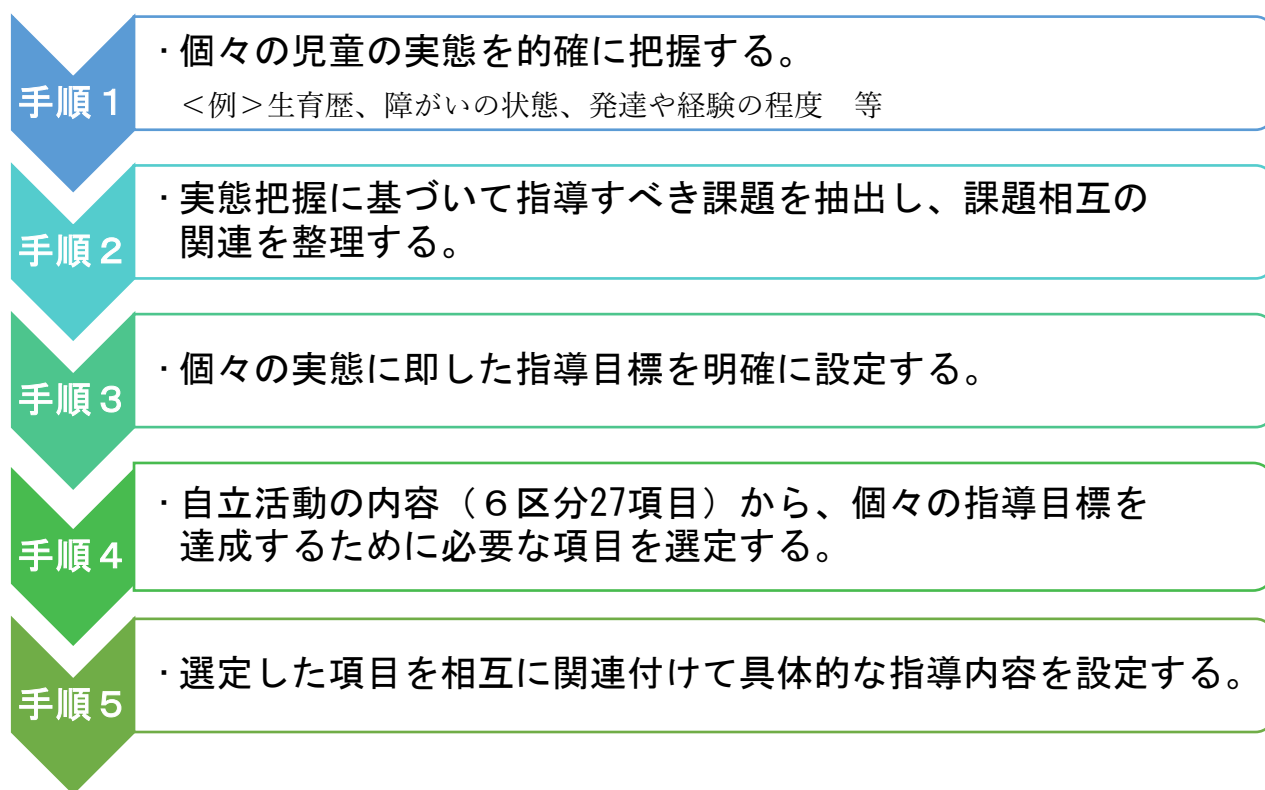 手順１
・個々の児童の実態を的確に把握する。
＜例＞生育歴、障がいの状態、発達や経験の程度　等
手順２
・実態把握に基づいて指導すべき課題を抽出し、課題相互の
関連を整理する。
手順３
・個々の実態に即した指導目標を明確に設定する。
手順４
・自立活動の内容（６区分27項目）から、個々の指導目標を
達成するために必要な項目を選定する。
手順５
・選定した項目を相互に関連付けて具体的な指導内容を設定する。